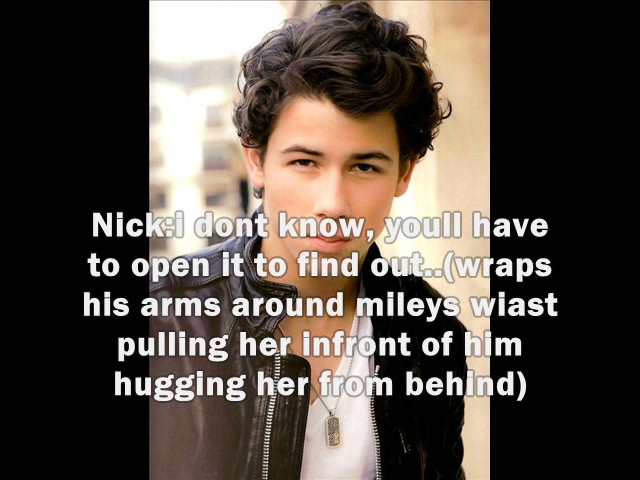 Nick:i dont know, youll have
to open it to find out..(wraps
his arms around mileys wiast
pulling her infront of him
hugging her from behind)